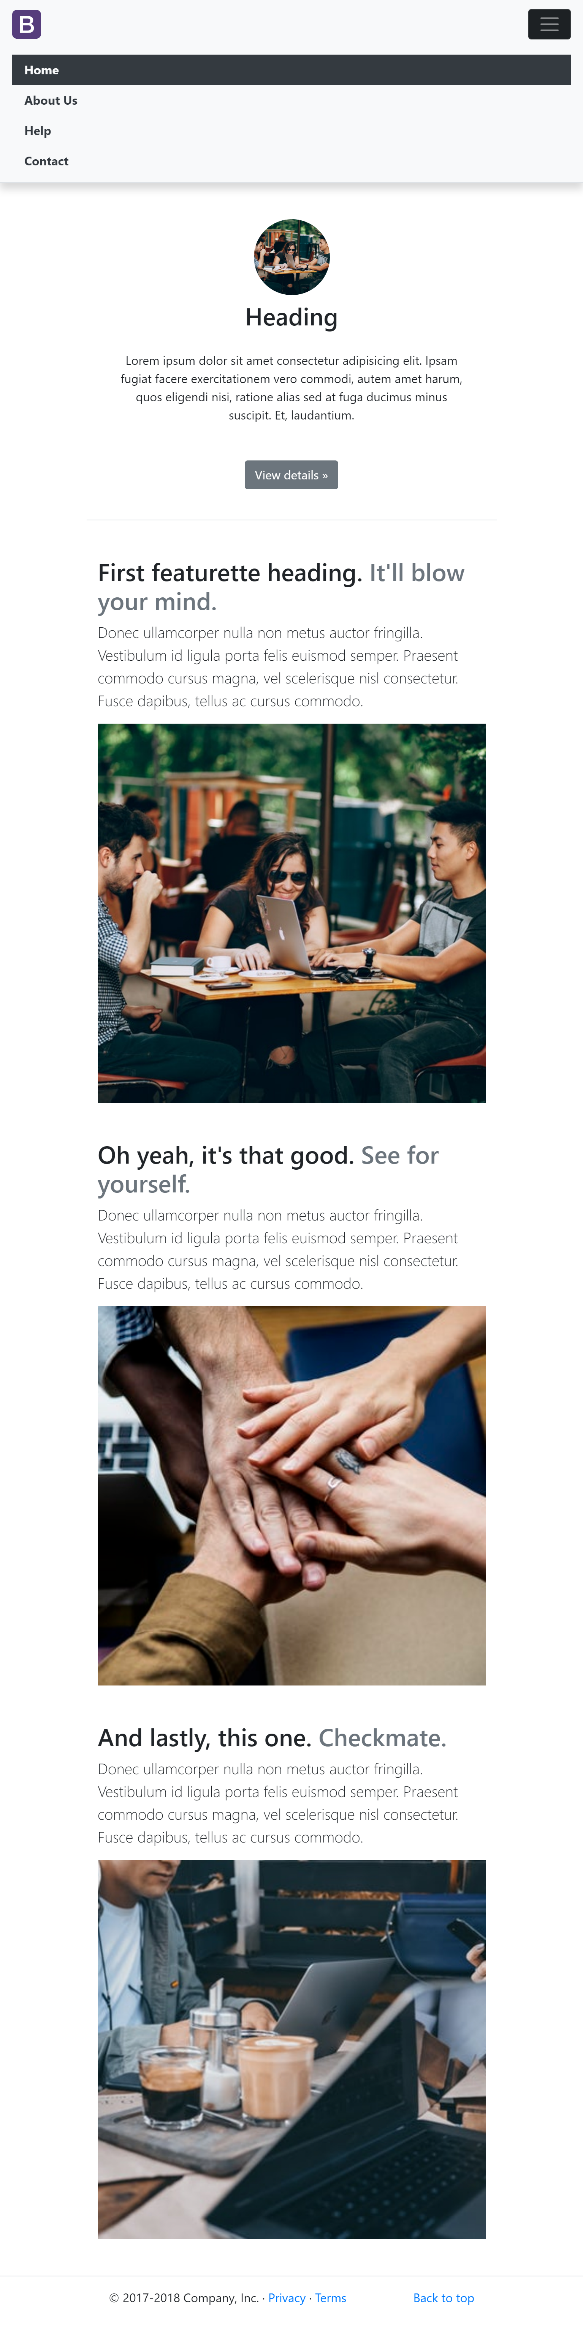 B
Home
About Us
Help
Contact
Heading
Lorem ipsum dolor sit amet consectetur adipisicing elit. Ipsam
fugiat facere exercitationem vero commodi, autem amet harum,
quos eligendi nisi, ratione alias sed at fuga ducimus minus
suscipit. Et, laudantium.
View details »
First featurette heading. It'll blow
your mind.
Donec ullamcorper nulla non metus auctor fringilla.
Vestibulum id ligula porta felis euismod semper. Praesent
commodo cursus magna, vel scelerisque nisl consectetur.
Fusce dapibus, tellus ac cursus commodo.
Oh yeah, it's that good. See for
yourself.
Donec ullamcorper nulla non metus auctor fringilla.
Vestibulum id ligula porta felis euismod semper. Praesent
commodo cursus magna, vel scelerisque nisl consectetur.
Fusce dapibus, tellus ac cursus commodo.
And lastly, this one. Checkmate.
Donec ullamcorper nulla non metus auctor fringilla.
Vestibulum id ligula porta felis euismod semper. Praesent
commodo cursus magna, vel scelerisque nisl consectetur.
Fusce dapibus, tellus ac cursus commodo.
© 2017-2018 Company, Inc. · Privacy · Terms Back to top